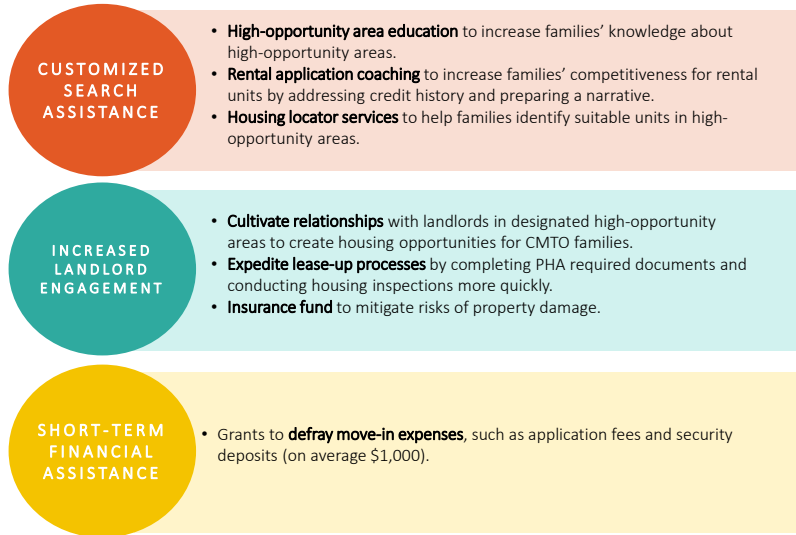 CUSTOMIZED
SEARCH
ASSISTANCE
• High-opportunity area education to increase families' knowledge about
high-opportunity areas.
• Rental application coaching to increase families' competitiveness for rental
units by addressing credit history and preparing a narrative.
• Housing locator services to help families identify suitable units in high-
opportunity areas.
INCREASED
LANDLORD
ENGAGEMENT
• Cultivate relationships with landlords in designated high-opportunity
areas to create housing opportunities for CMTO families.
• Expedite lease-up processes by completing PHA required documents and
conducting housing inspections more quickly.
• Insurance fund to mitigate risks of property damage.
SHORT-TERM
FINANCIAL
ASSISTANCE
• Grants to defray move-in expenses, such as application fees and security
deposits (on average $1,000).